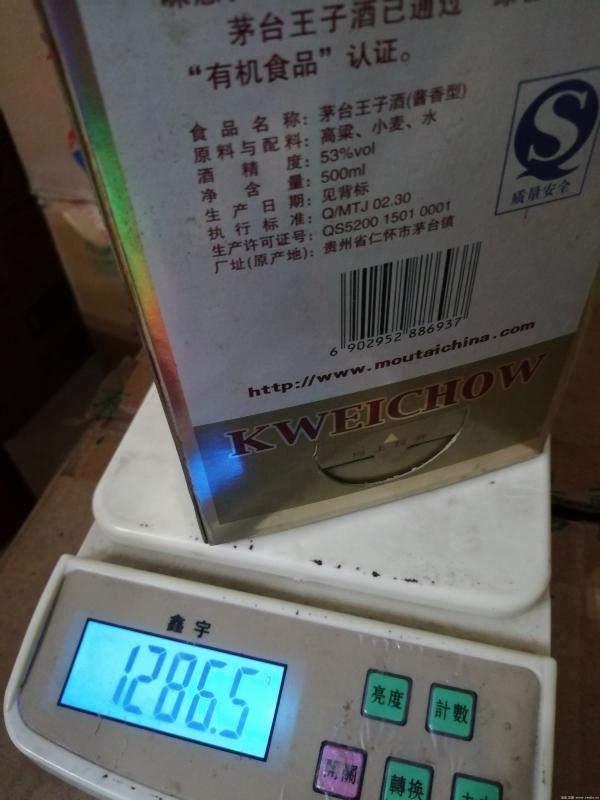 茅台王子酒已通过
“有机食品”认证。
食品名称：茅台王子酒(酱香型)
原料与配料：高粱、小麦、水
酒精度：53%vol
净含量：500ml
生产日期：见背标
执行标准：Q/MTJ 02.30
生产许可证号：QS5200 1501 0001
厂址(原产地)：贵州省仁怀市茅台镇
质量安全
6 902952 886937
http://www.moutaichina.com
KWEICHOW
鑫宇
1286.5
g
亮度
計數
開關
轉換